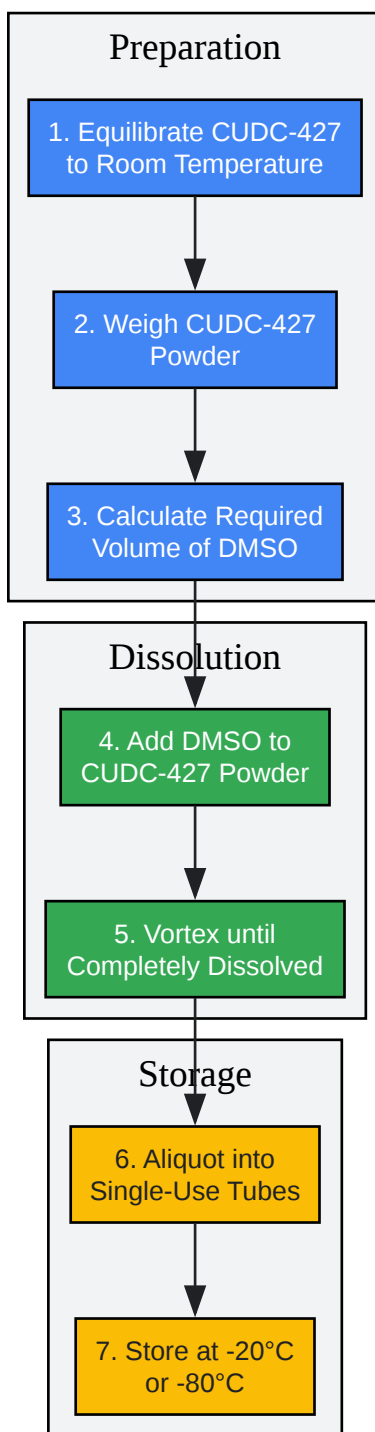 Preparation
1. Equilibrate CUDC-427
to Room Temperature
2. Weigh CUDC-427
Powder
3. Calculate Required
Volume of DMSO
Dissolution
4. Add DMSO to
CUDC-427 Powder
5. Vortex until
Completely Dissolved
Storage
6. Aliquot into
Single-Use Tubes
7. Store at -20°C
or -80°C